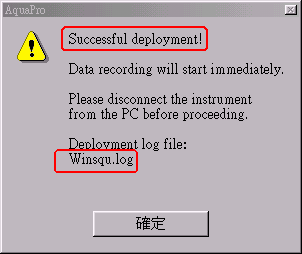 AquaPro
Successful deployment!
Data recording will start immediately.
Please disconnect the instrument
from the PC before proceeding.
Deployment log file:
Winsqu.log
確定